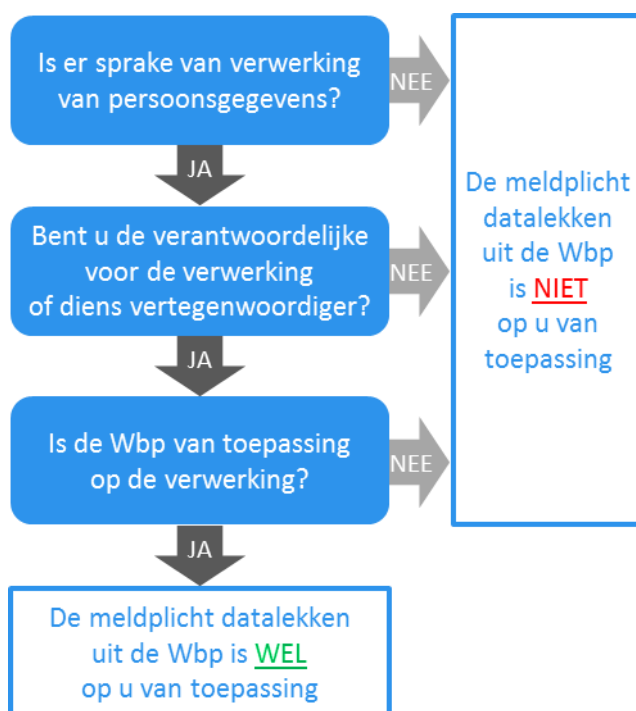 Is er sprake van verwerking
van persoonsgegevens?
NEE
JA
Bent u de verantwoordelijke
voor de verwerking
of diens vertegenwoordiger?
NEE
JA
Is de Wbp van toepassing
op de verwerking?
NEE
JA
De meldplicht
datalekken
uit de Wbp
is NIET
op u van
toepassing
De meldplicht datalekken
uit de Wbp is WEL
op u van toepassing